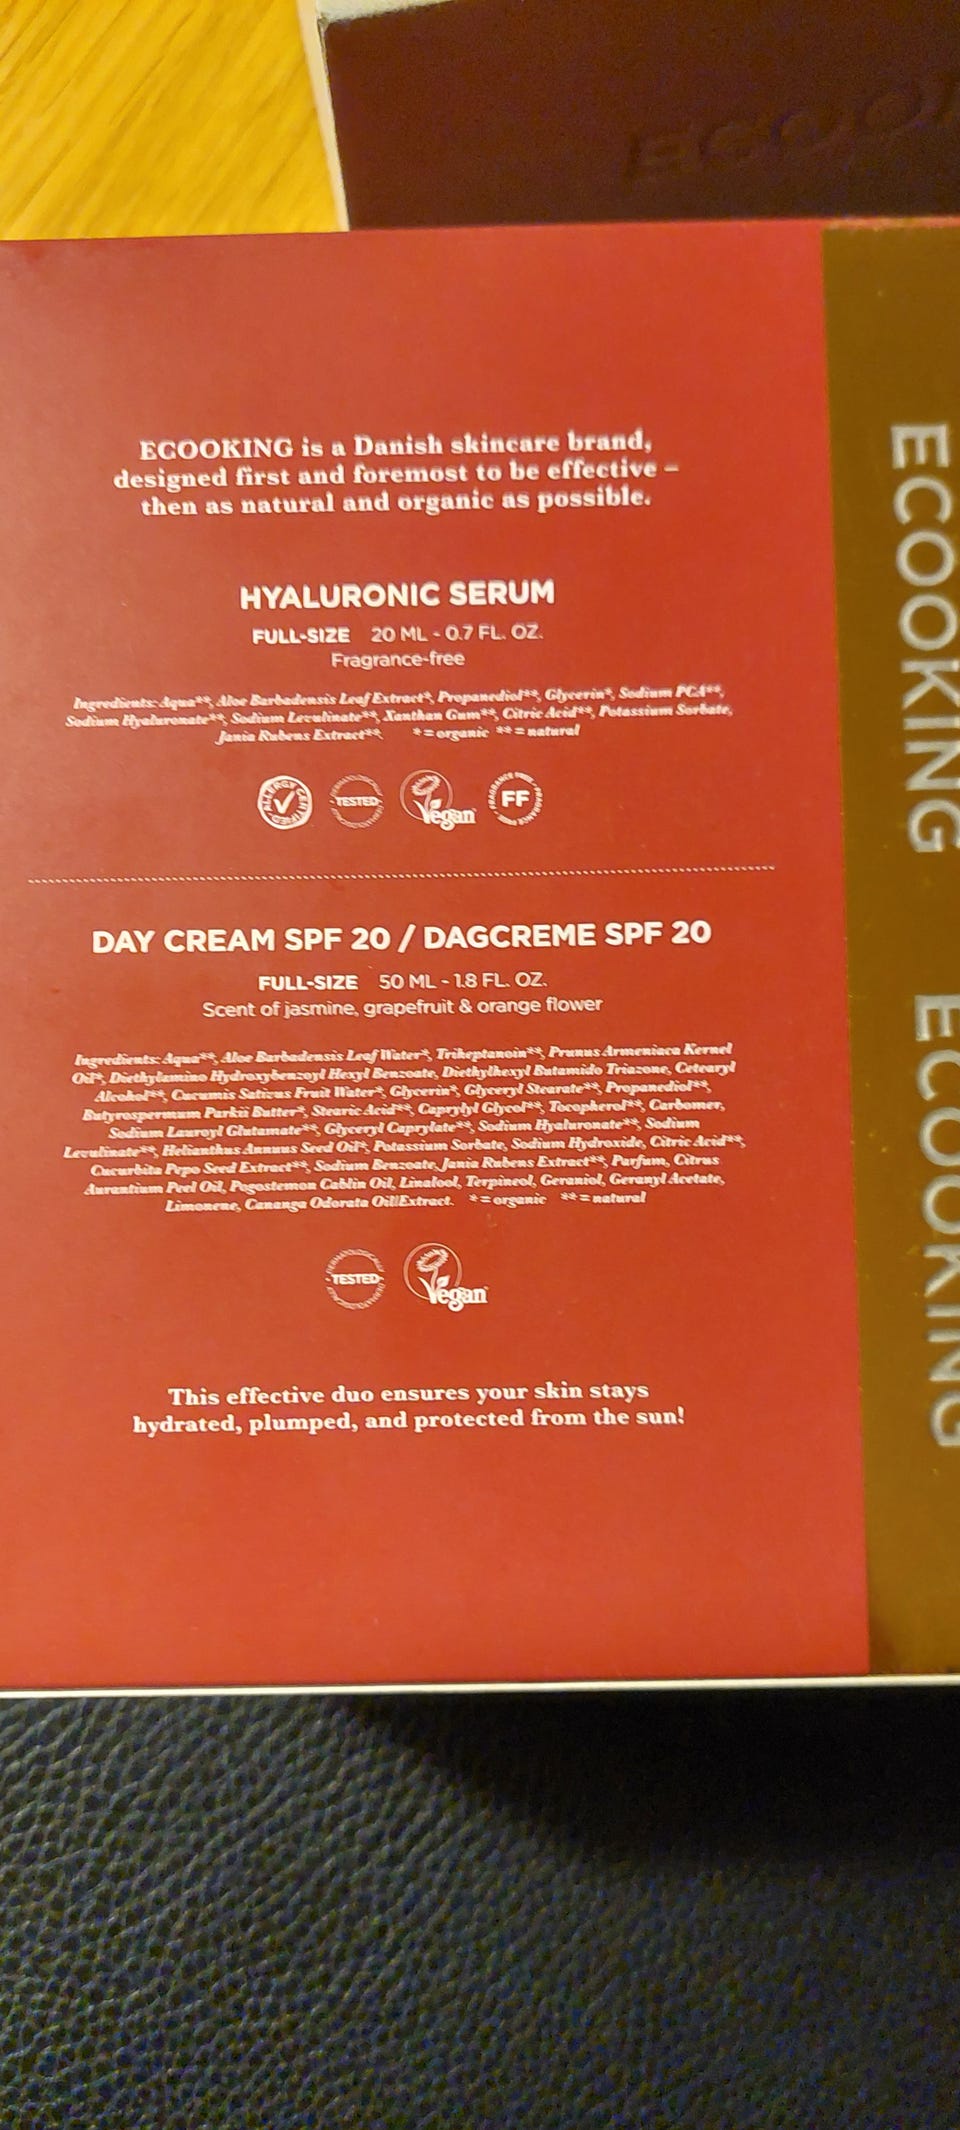 ECOOKING is a Danish skincare brand,
designed first and foremost to be effective –
then as natural and organic as possible.
HYALURONIC SERUM
FULL-SIZE 20 ML - 0.7 FL. OZ.
Fragrance-free
Ingredients: Aqua**, Aloe Barbadensis Leaf Extract*, Propanediol**, Glycerin*, Sodium PCA**,
Sodium Hyaluronate**, Sodium Levulinate**, Xanthan Gum**, Citric Acid**, Potassium Sorbate,
Jania Rubens Extract**. * = organic ** = natural
ALLERGY CERTIFIED
DERMATOLOGICALLY TESTED
Vegan
FRAGRANCE FREE FF FRAGRANCE FREE
DAY CREAM SPF 20 / DAGCREME SPF 20
FULL-SIZE 50 ML - 1.8 FL. OZ.
Scent of jasmine, grapefruit & orange flower
Ingredients: Aqua**, Aloe Barbadensis Leaf Water*, Triheptanoin**, Prunus Armeniaca Kernel
Oil*, Diethylamino Hydroxybenzoyl Hexyl Benzoate, Diethylhexyl Butamido Triazone, Cetearyl
Alcohol**, Cucumis Sativus Fruit Water*, Glycerin*, Glyceryl Stearate**, Propanediol**,
Butyrospermum Parkii Butter*, Stearic Acid**, Caprylyl Glycol**, Tocopherol**, Carbomer,
Sodium Lauroyl Glutamate**, Glyceryl Caprylate**, Sodium Hyaluronate**, Sodium
Levulinate**, Helianthus Annuus Seed Oil*, Potassium Sorbate, Sodium Hydroxide, Citric Acid**,
Cucurbita Pepo Seed Extract**, Sodium Benzoate, Jania Rubens Extract**, Parfum, Citrus
Aurantium Peel Oil, Pogostemon Cablin Oil, Linalool, Terpineol, Geraniol, Geranyl Acetate,
Limonene, Cananga Odorata Oil/Extract. * = organic ** = natural
DERMATOLOGICALLY TESTED
Vegan
This effective duo ensures your skin stays
hydrated, plumped, and protected from the sun!
ECOOKING
ECOOKING